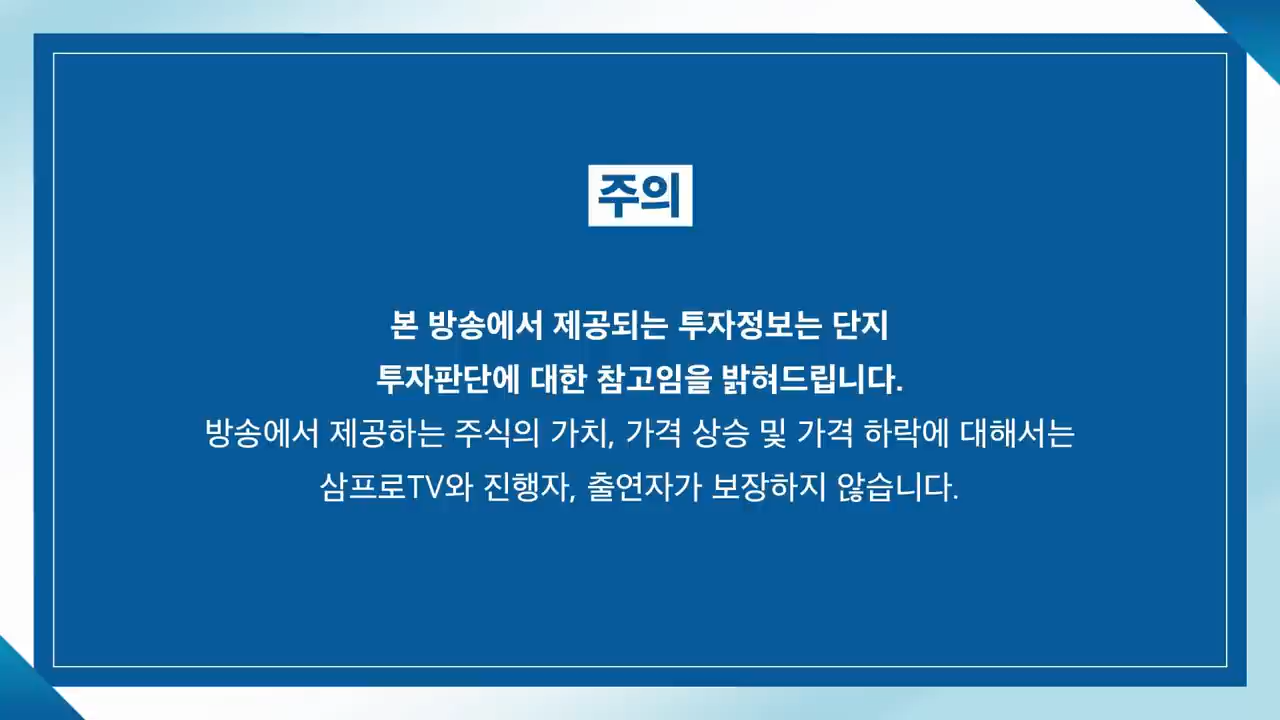 주의
본 방송에서 제공되는 투자정보는 단지
투자판단에 대한 참고임을 밝혀드립니다.
방송에서 제공하는 주식의 가치, 가격 상승 및 가격 하락에 대해서는
삼프로TV와 진행자, 출연자가 보장하지 않습니다.